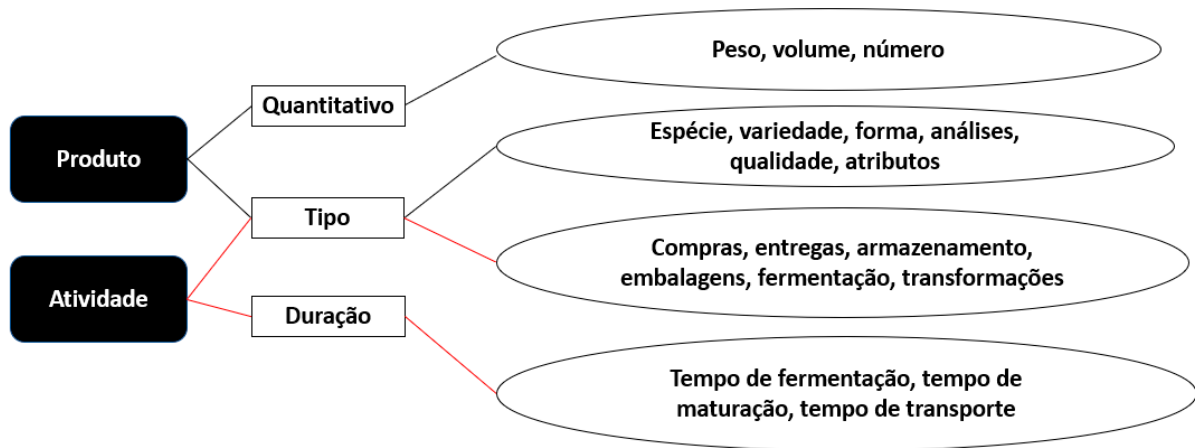 Produto
Atividade
Quantitativo
Tipo
Duração
Peso, volume, número
Espécie, variedade, forma, análises,
qualidade, atributos
Compras, entregas, armazenamento,
embalagens, fermentação, transformações
Tempo de fermentação, tempo de
maturação, tempo de transporte